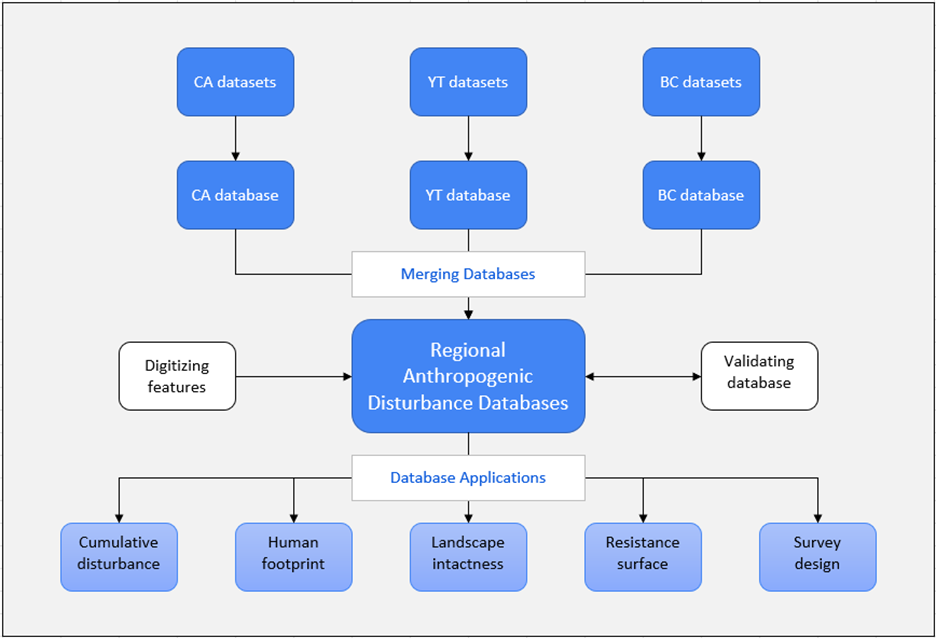 CA datasets
YT datasets
BC datasets
CA database
YT database
BC database
Merging Databases
Regional
Anthropogenic
Disturbance Databases
Digitizing
features
Validating
database
Database Applications
Cumulative
disturbance
Human
footprint
Landscape
intactness
Resistance
surface
Survey
design